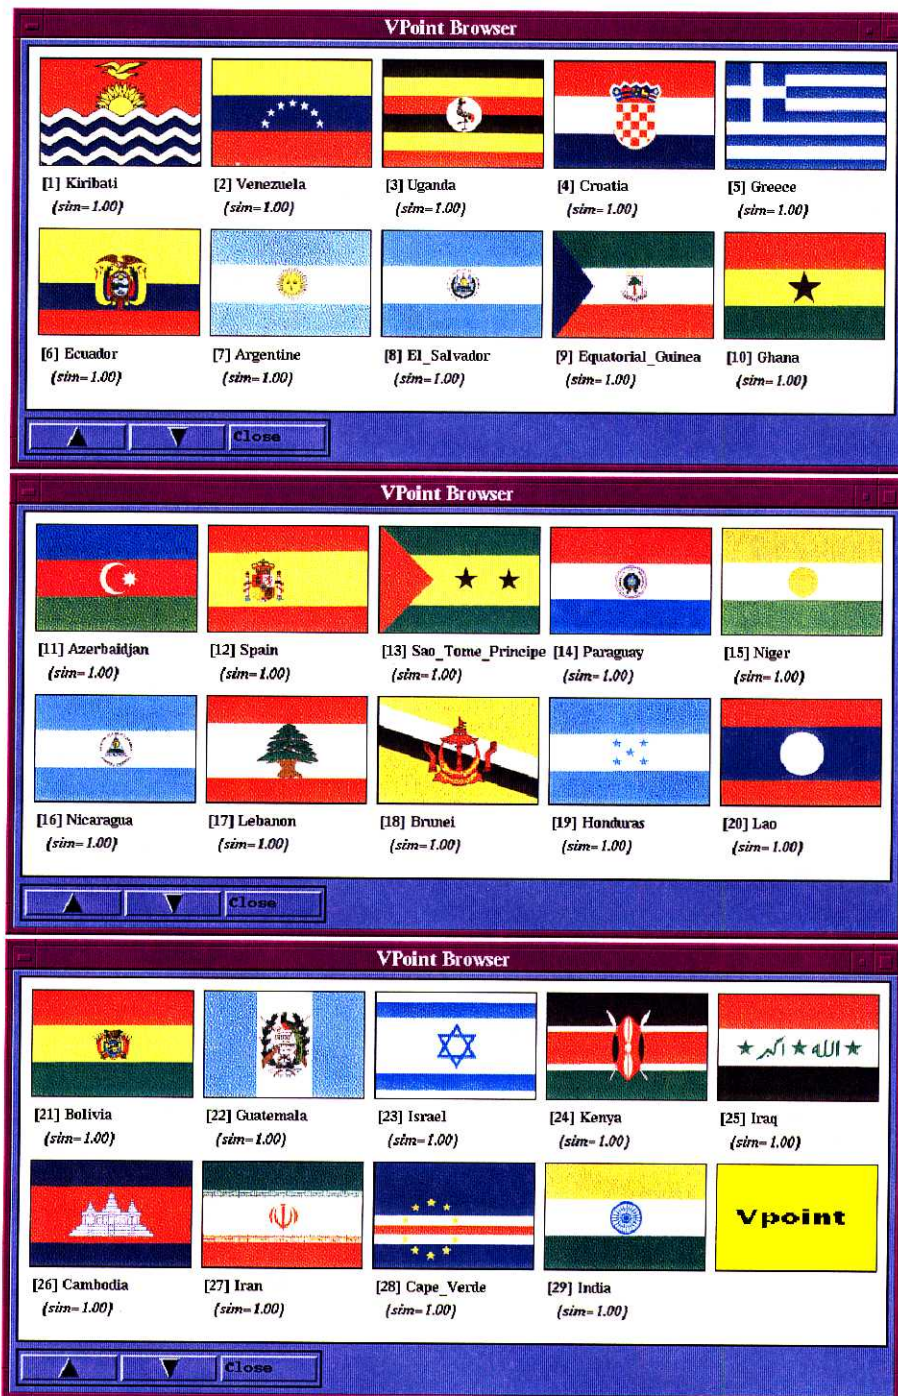 VPoint Browser
[1] Kiribati [2] Venezuela [3] Uganda [4] Croatia [5] Greece
(sim=1.00) (sim=1.00) (sim=1.00) (sim=1.00) (sim=1.00)
[6] Ecuador [7] Argentine [8] El_Salvador [9] Equatorial_Guinea [10] Ghana
(sim=1.00) (sim=1.00) (sim=1.00) (sim=1.00) (sim=1.00)
Close
VPoint Browser
[11] Azerbaidjan [12] Spain [13] Sao_Tome_Principe [14] Paraguay [15] Niger
(sim=1.00) (sim=1.00) (sim=1.00) (sim=1.00) (sim=1.00)
[16] Nicaragua [17] Lebanon [18] Brunei [19] Honduras [20] Lao
(sim=1.00) (sim=1.00) (sim=1.00) (sim=1.00) (sim=1.00)
Close
VPoint Browser
الله اكبر
[21] Bolivia [22] Guatemala [23] Israel [24] Kenya [25] Iraq
(sim=1.00) (sim=1.00) (sim=1.00) (sim=1.00) (sim=1.00)
Vpoint
[26] Cambodia [27] Iran [28] Cape_Verde [29] India
(sim=1.00) (sim=1.00) (sim=1.00) (sim=1.00)
Close